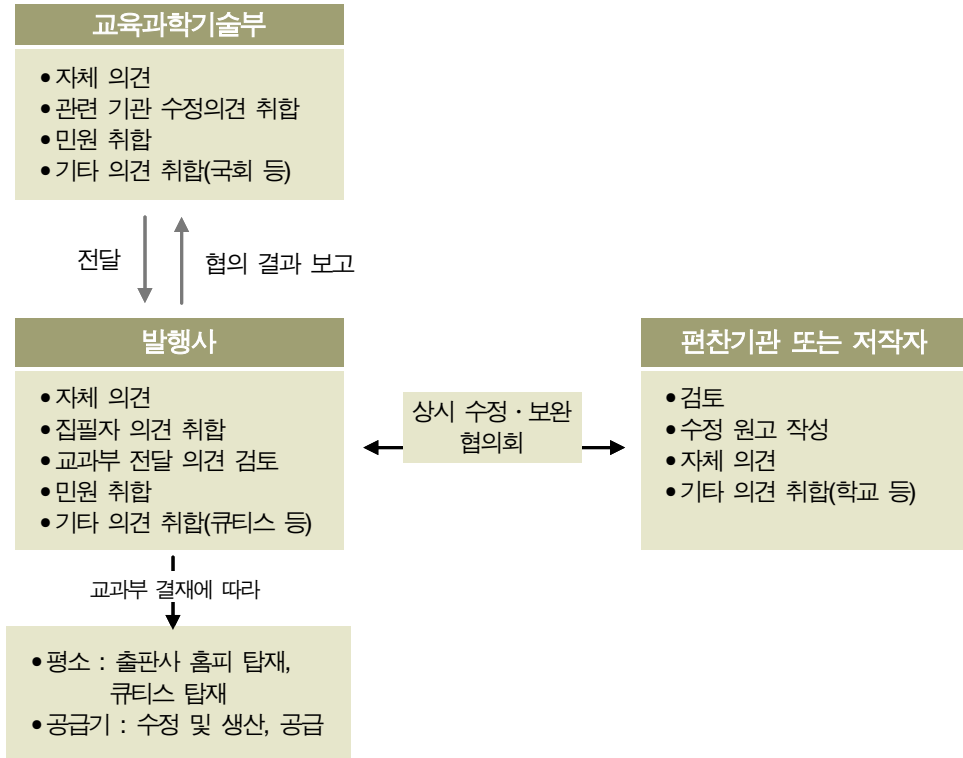 교육과학기술부
•자체 의견
•관련 기관 수정의견 취합
•민원 취합
•기타 의견 취합(국회 등)
전달
협의 결과 보고
발행사
•자체 의견
•집필자 의견 취합
•교과부 전달 의견 검토
•민원 취합
•기타 의견 취합(큐티스 등)
상시 수정·보완
협의회
편찬기관 또는 저작자
•검토
•수정 원고 작성
•자체 의견
•기타 의견 취합(학교 등)
교과부 결재에 따라
•평소 : 출판사 홈피 탑재,
큐티스 탑재
•공급기 : 수정 및 생산, 공급